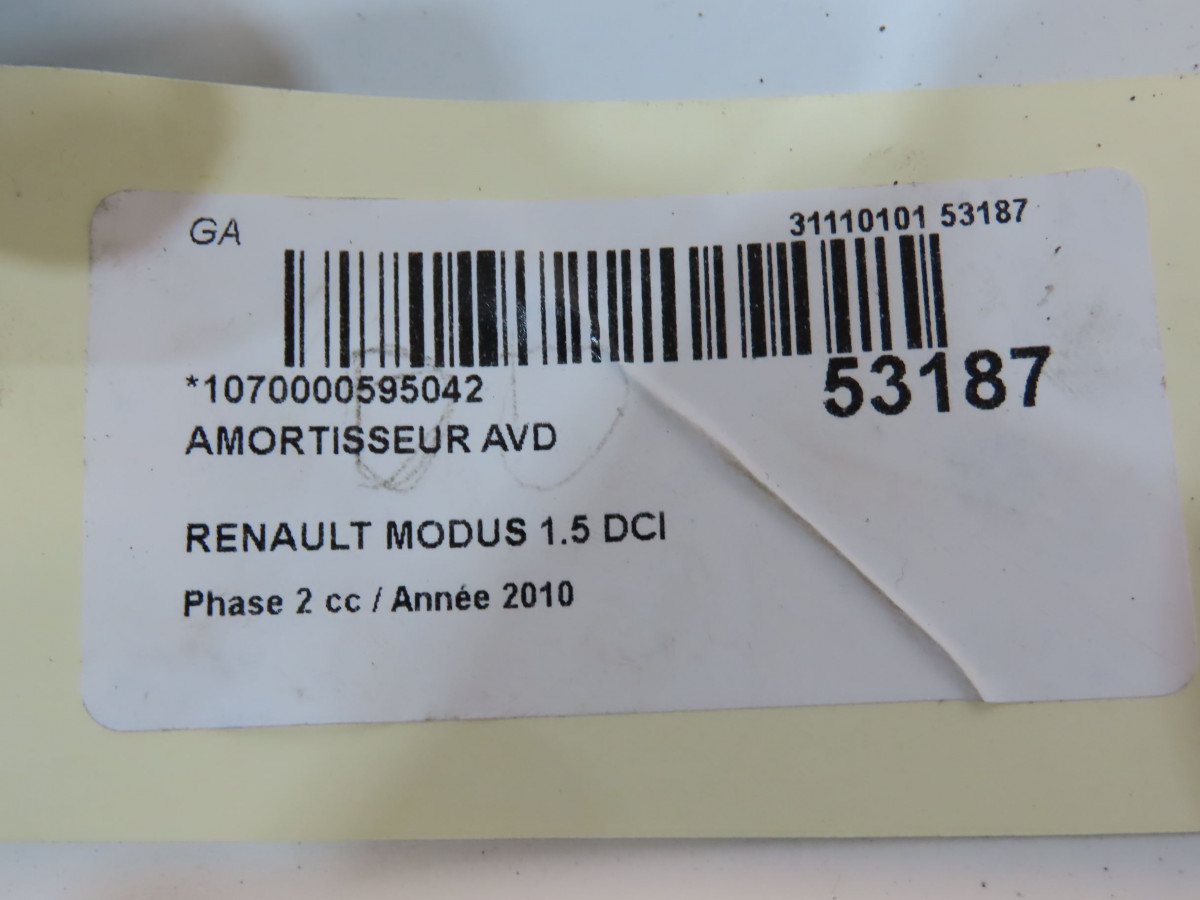 GA
31110101 53187
*1070000595042
53187
AMORTISSEUR AVD
RENAULT MODUS 1.5 DCI
Phase 2 cc / Année 2010